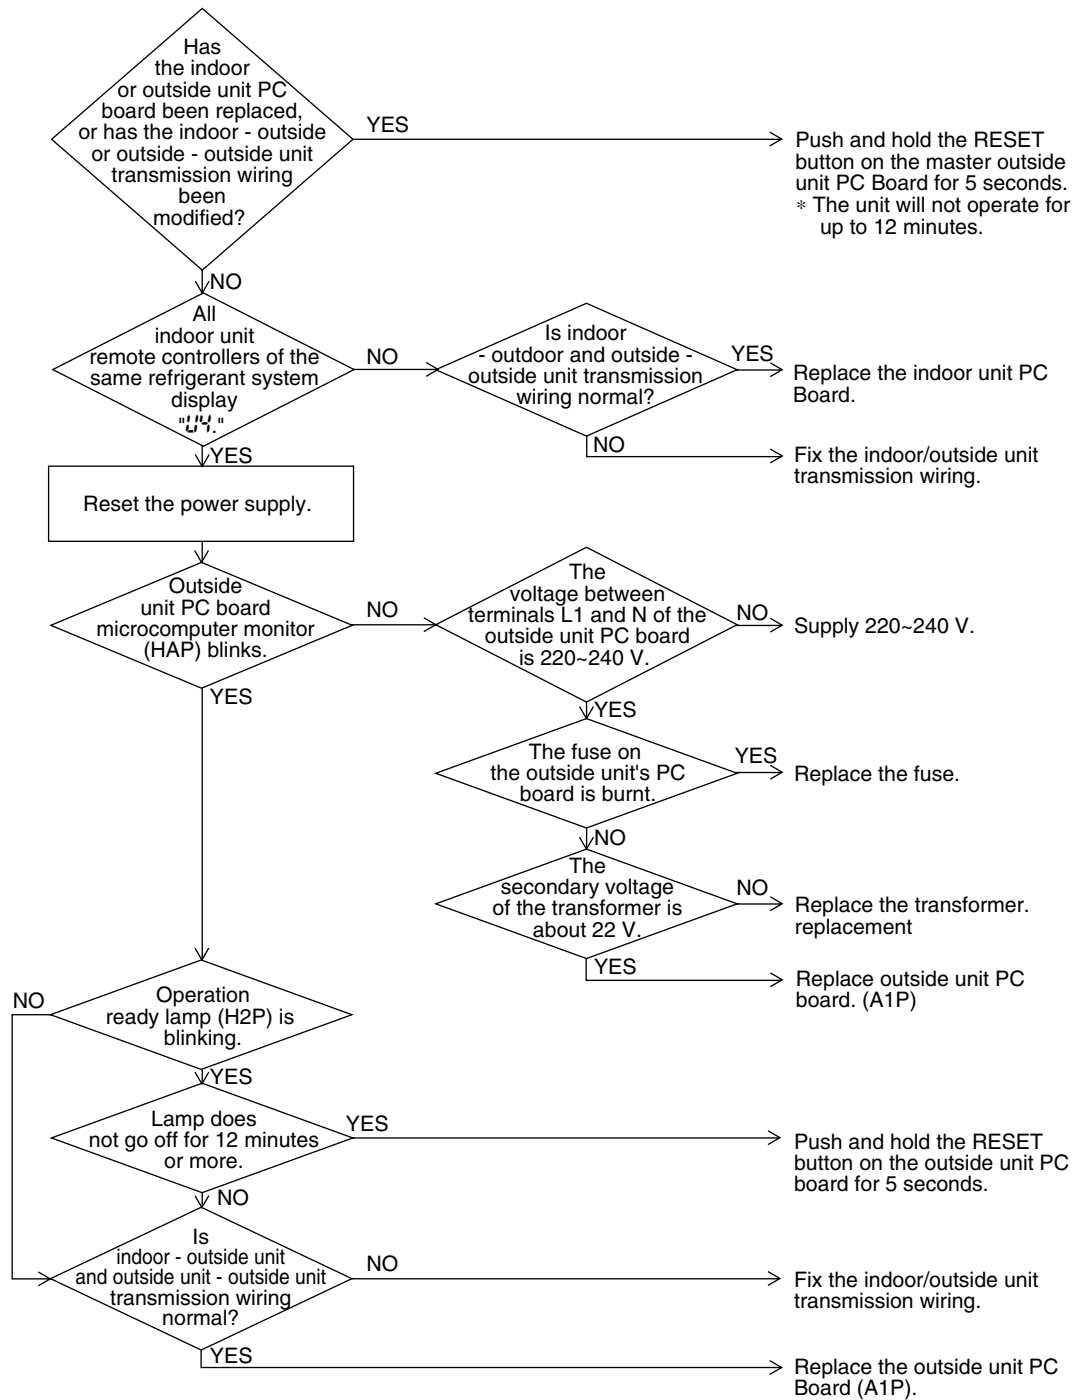 Has
the indoor
or outside unit PC
board been replaced,
or has the indoor - outside
or outside - outside unit
transmission wiring
been
modified?
YES
Push and hold the RESET
button on the master outside
unit PC Board for 5 seconds.
* The unit will not operate for
up to 12 minutes.
NO
All
indoor unit
remote controllers of the
same refrigerant system
display
"U4."
NO
Is indoor
- outdoor and outside -
outside unit transmission
wiring normal?
YES
Replace the indoor unit PC
Board.
NO
Fix the indoor/outside unit
transmission wiring.
YES
Reset the power supply.
Outside
unit PC board
microcomputer monitor
(HAP) blinks.
NO
The
voltage between
terminals L1 and N of the
outside unit PC board
is 220~240 V.
NO
Supply 220~240 V.
YES
YES
The fuse on
the outside unit's PC
board is burnt.
YES
Replace the fuse.
NO
The
secondary voltage
of the transformer is
about 22 V.
NO
Replace the transformer.
replacement
YES
Replace outside unit PC
board. (A1P)
NO
Operation
ready lamp (H2P) is
blinking.
YES
Lamp does
not go off for 12 minutes
or more.
YES
Push and hold the RESET
button on the outside unit PC
board for 5 seconds.
NO
Is
indoor - outside unit
and outside unit - outside unit
transmission wiring
normal?
NO
Fix the indoor/outside unit
transmission wiring.
YES
Replace the outside unit PC
Board (A1P).